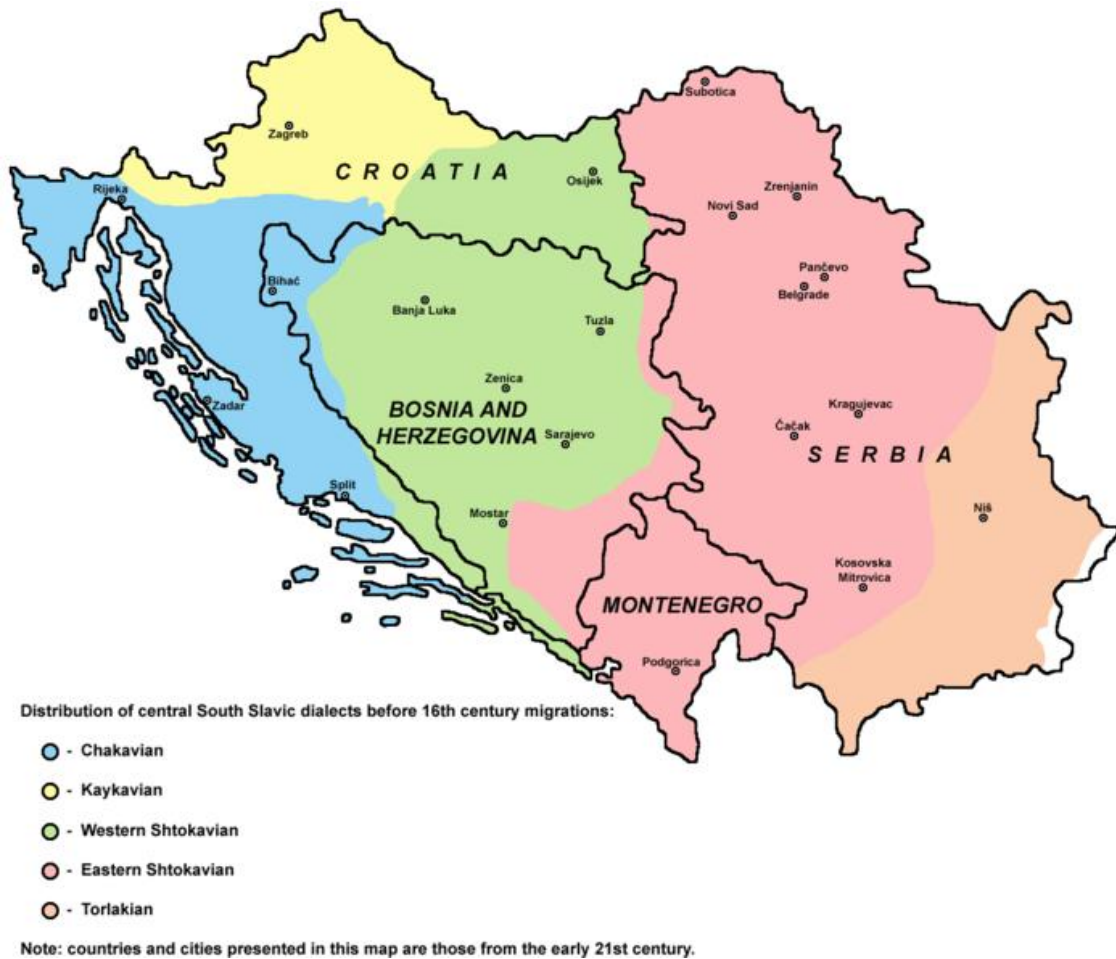 Subotica
Zagreb
CROATIA
Osijek
Rijeka
Zrenjanin
Novi Sad
Pančevo
Belgrade
Bihać
Banja Luka
Tuzla
Zenica
BOSNIA AND
HERZEGOVINA
Zadar
Kragujevac
Čačak
Sarajevo
SERBIA
Split
Mostar
Niš
Kosovska
Mitrovica
MONTENEGRO
Podgorica
Distribution of central South Slavic dialects before 16th century migrations:
- Chakavian
- Kaykavian
- Western Shtokavian
- Eastern Shtokavian
- Torlakian
Note: countries and cities presented in this map are those from the early 21st century.